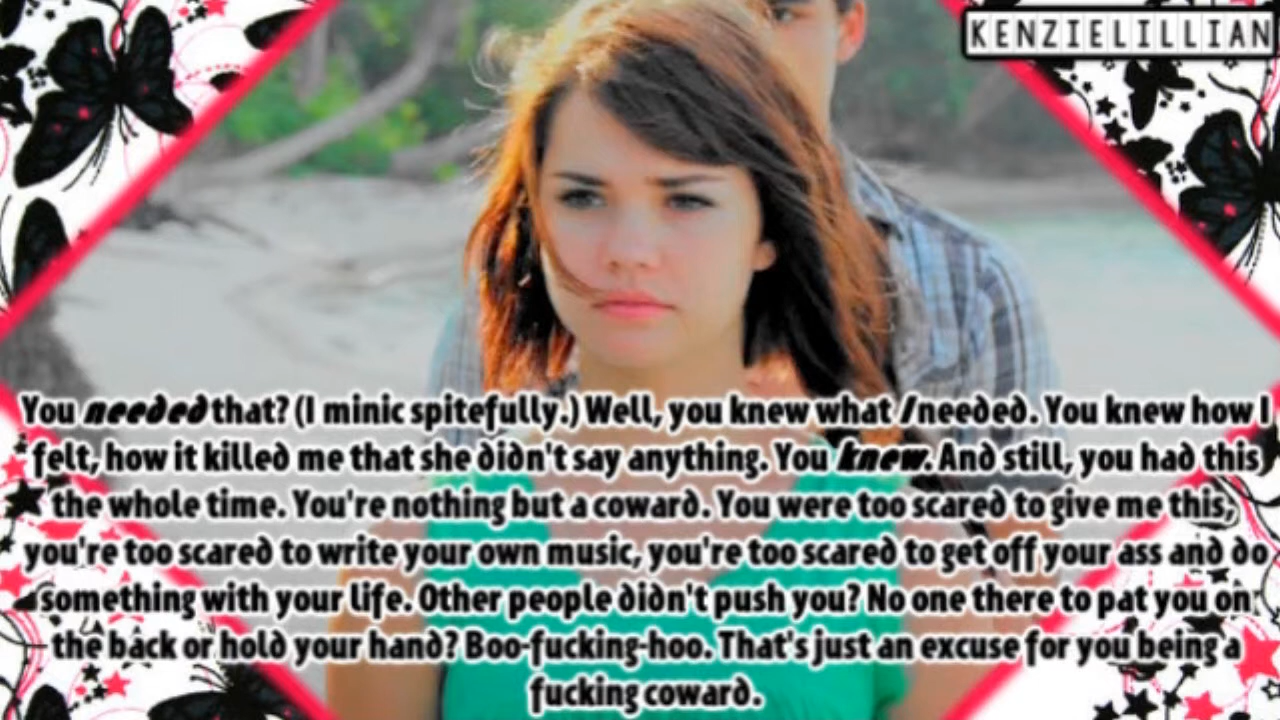 KENZIELILLIAN
You needed that? (I minic spitefully.) Well, you knew what I needed. You knew how I
felt, how it killed me that she didn't say anything. You knew. And still, you had this
the whole time. You're nothing but a coward. You were too scared to give me this,
you're too scared to write your own music, you're too scared to get off your ass and do
something with your life. Other people didn't push you? No one there to pat you on
the back or hold your hand? Boo-fucking-hoo. That's just an excuse for you being a
fucking coward.